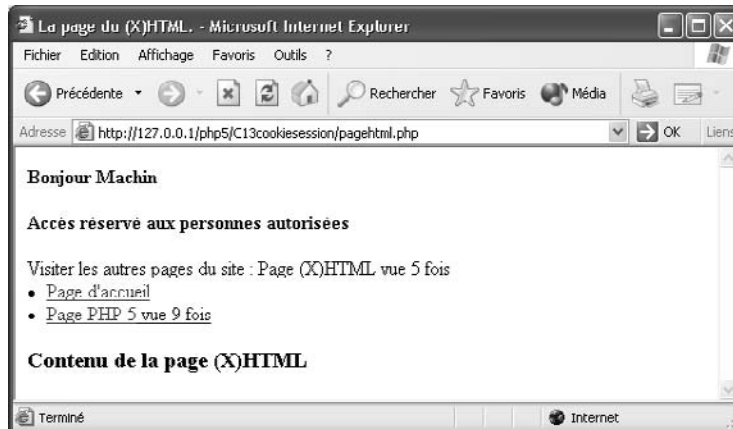 La page du (X)HTML. - Microsoft Internet Explorer
Fichier Edition Affichage Favoris Outils ?
Précédente Rechercher Favoris Média
Adresse http://127.0.0.1/php5/C13cookiesession/pagehtml.php OK Liens
Bonjour Machin
Accès réservé aux personnes autorisées
Visiter les autres pages du site : Page (X)HTML vue 5 fois
• Page d'accueil
• Page PHP 5 vue 9 fois
Contenu de la page (X)HTML
Terminé Internet